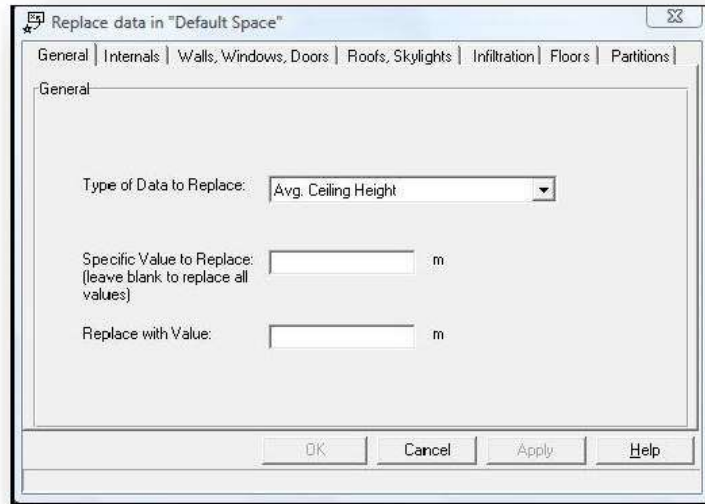 Replace data in "Default Space"
General Internals Walls, Windows, Doors Roofs, Skylights Infiltration Floors Partitions
General
Type of Data to Replace: Avg. Ceiling Height
Specific Value to Replace: m
(leave blank to replace all
values)
Replace with Value: m
OK Cancel Apply Help